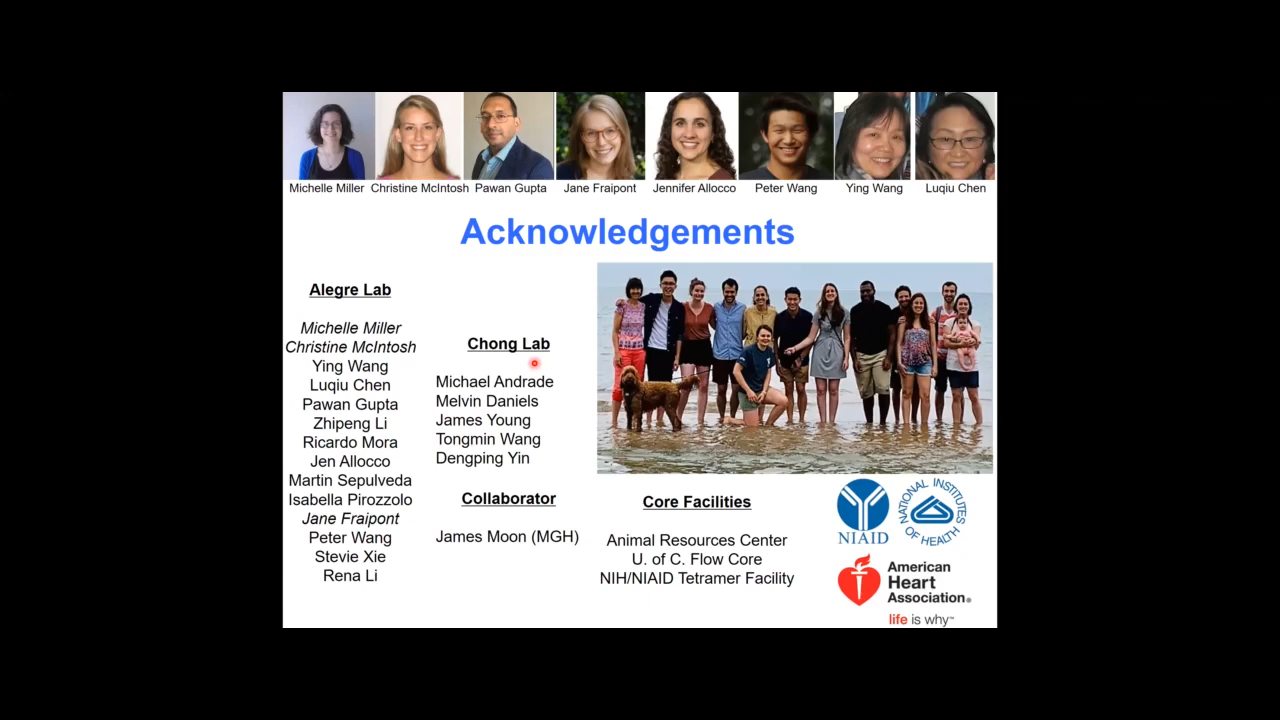 Michelle Miller
Christine McIntosh
Pawan Gupta
Jane Fraipont
Jennifer Allocco
Peter Wang
Ying Wang
Luqiu Chen
Acknowledgements
Alegre Lab
Michelle Miller
Christine McIntosh
Ying Wang
Luqiu Chen
Pawan Gupta
Zhipeng Li
Ricardo Mora
Jen Allocco
Martin Sepulveda
Isabella Pirozzolo
Jane Fraipont
Peter Wang
Stevie Xie
Rena Li
Chong Lab
Michael Andrade
Melvin Daniels
James Young
Tongmin Wang
Dengping Yin
Collaborator
James Moon (MGH)
Core Facilities
Animal Resources Center
U. of C. Flow Core
NIH/NIAID Tetramer Facility
NIAID
NATIONAL INSTITUTES
OF HEALTH
American
Heart
Association®
life is why™